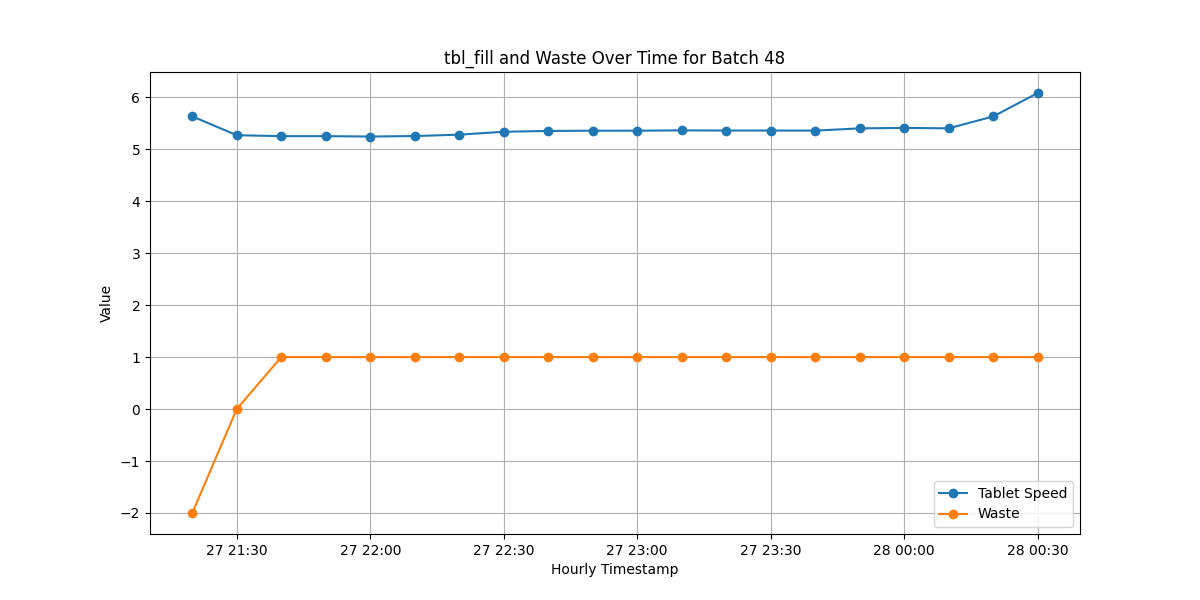 tbl_fill and Waste Over Time for Batch 48
6
5
4
3
2
1
0
−1
−2
Value
Tablet Speed
Waste
27 21:30 27 22:00 27 22:30 27 23:00 27 23:30 28 00:00 28 00:30
Hourly Timestamp